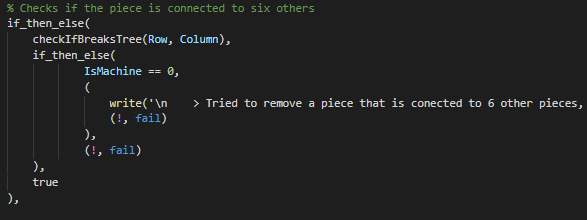 % Checks if the piece is connected to six others
if_then_else(
    checkIfBreaksTree(Row, Column),
    if_then_else(
            IsMachine == 0,
            (
                write('\n    > Tried to remove a piece that is conected to 6 other pieces,
                (!, fail)
            ),
            (!, fail)
    ),
    true
),